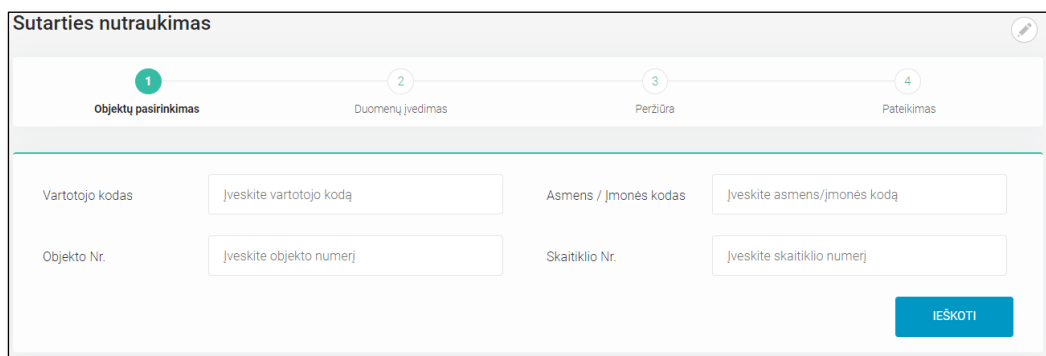 Sutarties nutraukimas
1 2 3 4
Objektų pasirinkimas Duomenų įvedimas Peržiūra Pateikimas
Vartotojo kodas Įveskite vartotojo kodą Asmens / Įmonės kodas Įveskite asmens/įmonės kodą
Objekto Nr. Įveskite objekto numerį Skaitiklio Nr. Įveskite skaitiklio numerį
IEŠKOTI